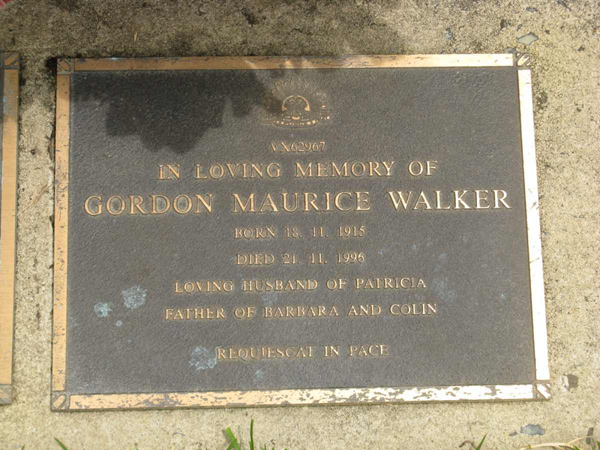 VX62967
IN LOVING MEMORY OF
GORDON MAURICE WALKER
BORN 18. 11. 1915
DIED 21. 11. 1996
LOVING HUSBAND OF PATRICIA
FATHER OF BARBARA AND COLIN
REQUIESCAT IN PACE